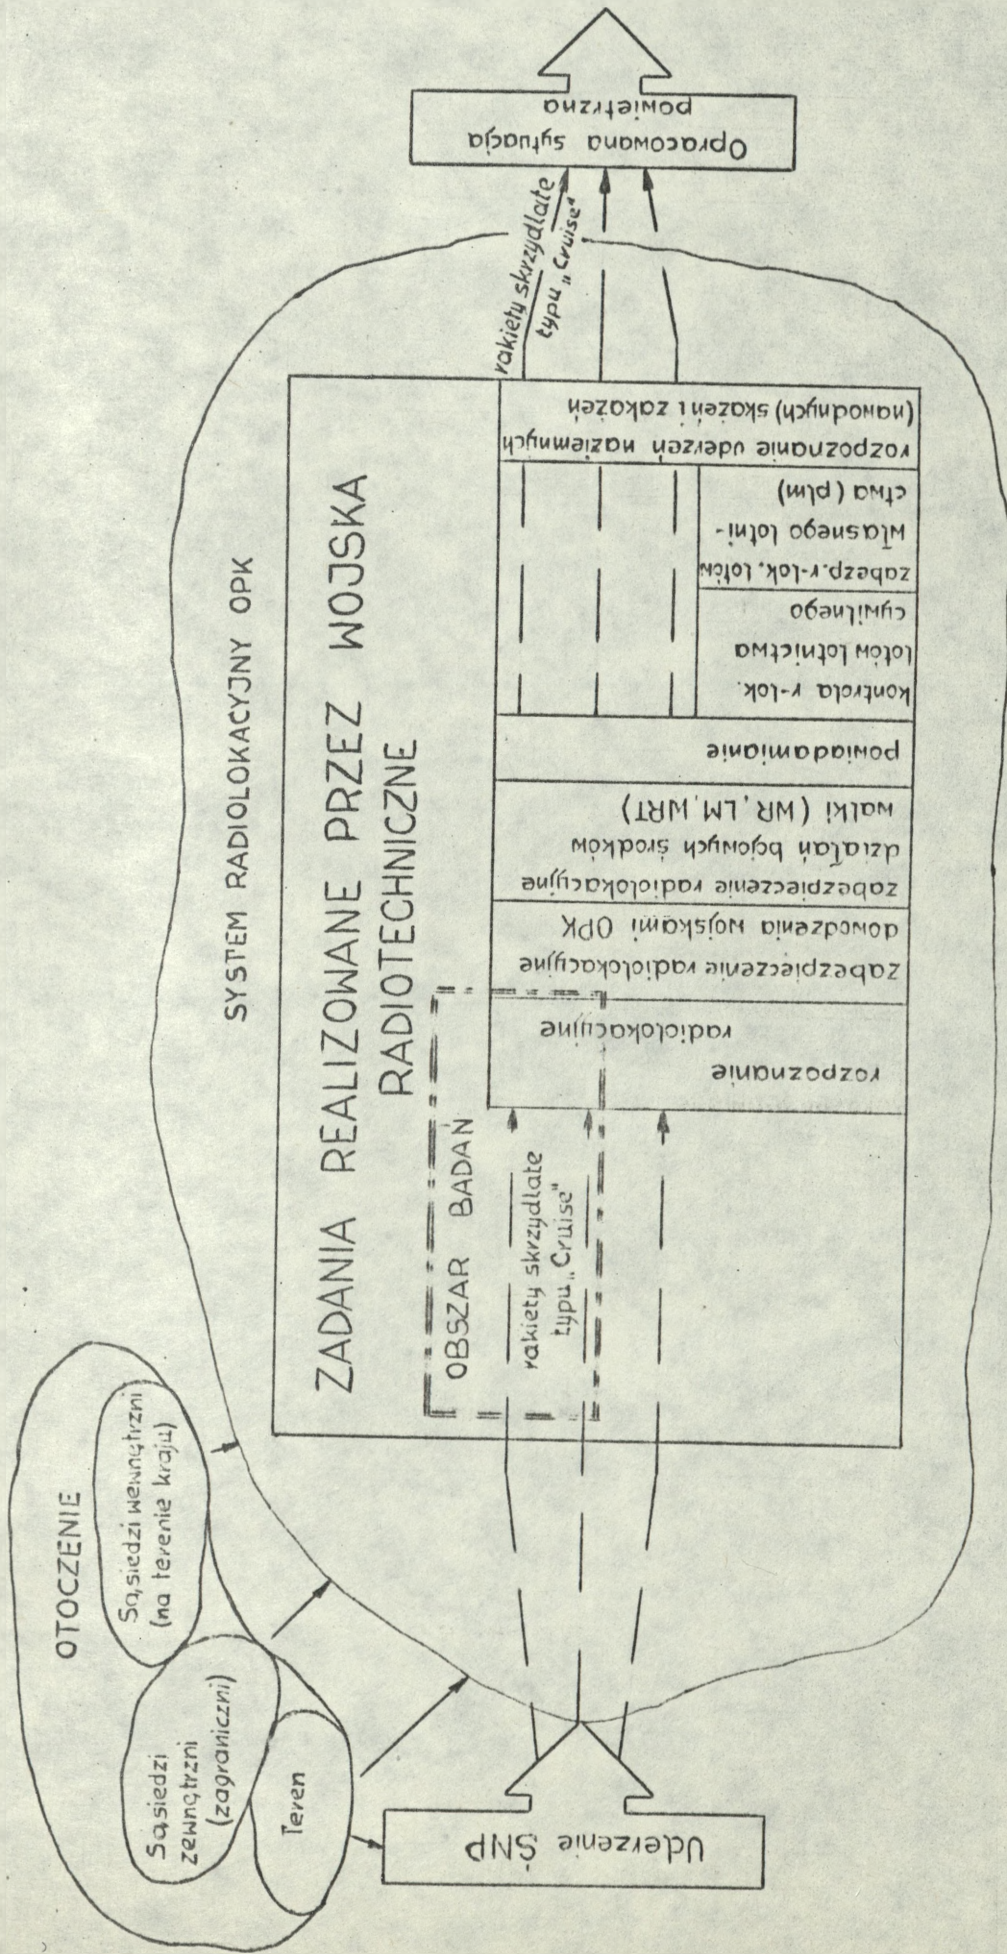 SYSTEM RADIOLOKACYJNY OPK
OTOCZENIE
Sąsiedzi wewnętrzni
(na terenie kraju)
Sąsiedzi
zewnętrzni
(zagraniczni)
Teren
Uderzenie ŚNP
ZADANIA REALIZOWANE PRZEZ WOJSKA
RADIOTECHNICZNE
OBSZAR BADAŃ
rakiety skrzydlate
typu „Cruise"
rozpoznanie
radiolokacyjne
zabezpieczenie radiolokacyjne
dowodzenia wojskami OPK
zabezpieczenie radiolokacyjne
działań bojowych środków
walki (WR, LM, WRT)
powiadamianie
kontrola r-lok.
lotów lotnictwa
cywilnego
zabezp. r-lok. lotów
własnego lotni-
ctwa (plm)
rozpoznanie uderzeń naziemnych
(nawodnych) skażeń i zakażeń
rakiety skrzydlate
typu „Cruise"
Opracowana sytuacja
powietrzna